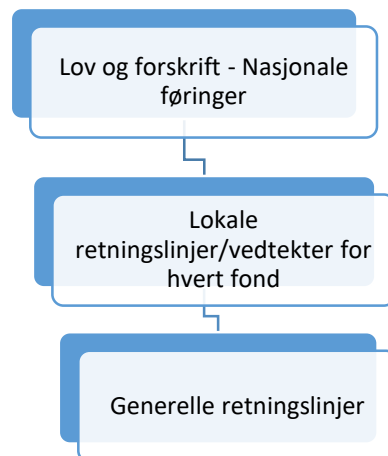 Lov og forskrift - Nasjonale
føringer
Lokale
retningslinjer/vedtekter for
hvert fond
Generelle retningslinjer